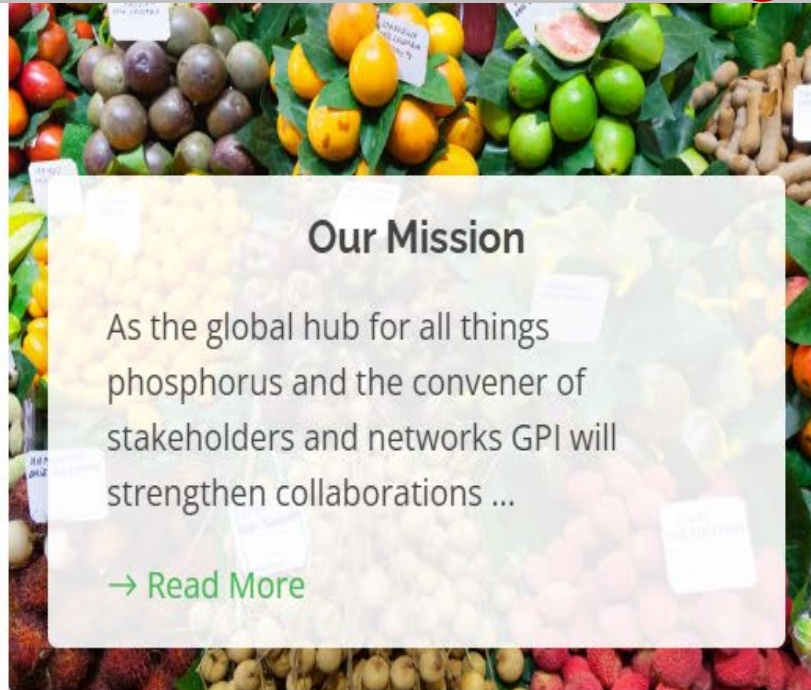 Our Mission
As the global hub for all things
phosphorus and the convener of
stakeholders and networks GPI will
strengthen collaborations ...
→ Read More